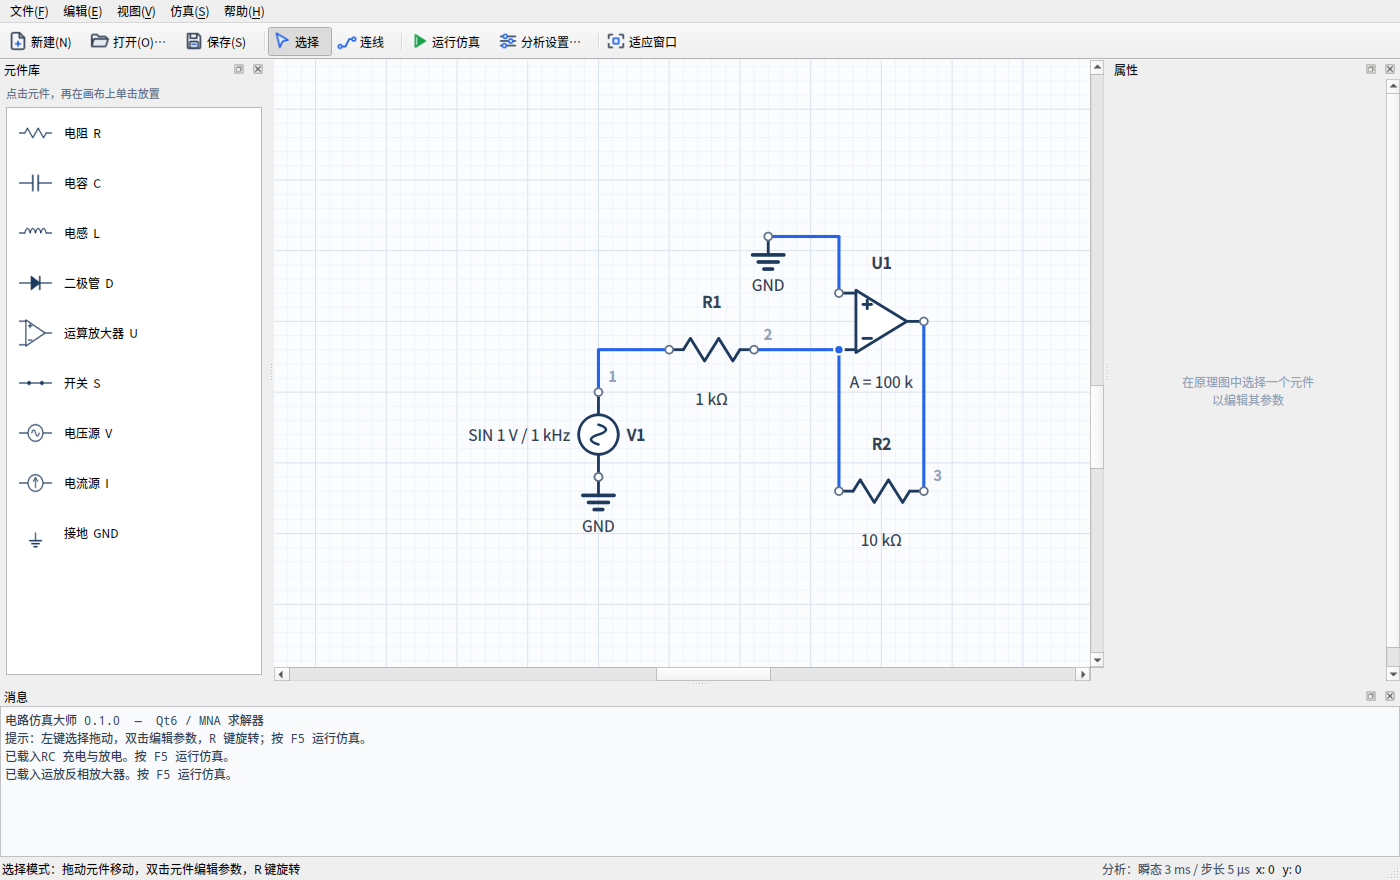 文件(F) 编辑(E) 视图(V) 仿真(S) 帮助(H)
新建(N) 打开(O)… 保存(S) 选择 连线 运行仿真 分析设置… 适应窗口
元件库
点击元件，再在画布上单击放置
电阻 R
电容 C
电感 L
二极管 D
运算放大器 U
开关 S
电压源 V
电流源 I
接地 GND
U1
GND
R1
2
1
A = 100 k
1 kΩ
SIN 1 V / 1 kHz V1
R2
3
GND
10 kΩ
属性
在原理图中选择一个元件
以编辑其参数
消息
电路仿真大师 0.1.0 — Qt6 / MNA 求解器
提示：左键选择拖动，双击编辑参数，R 键旋转；按 F5 运行仿真。
已载入RC 充电与放电。按 F5 运行仿真。
已载入运放反相放大器。按 F5 运行仿真。
选择模式：拖动元件移动，双击元件编辑参数，R 键旋转
分析：瞬态 3 ms / 步长 5 µs x: 0 y: 0